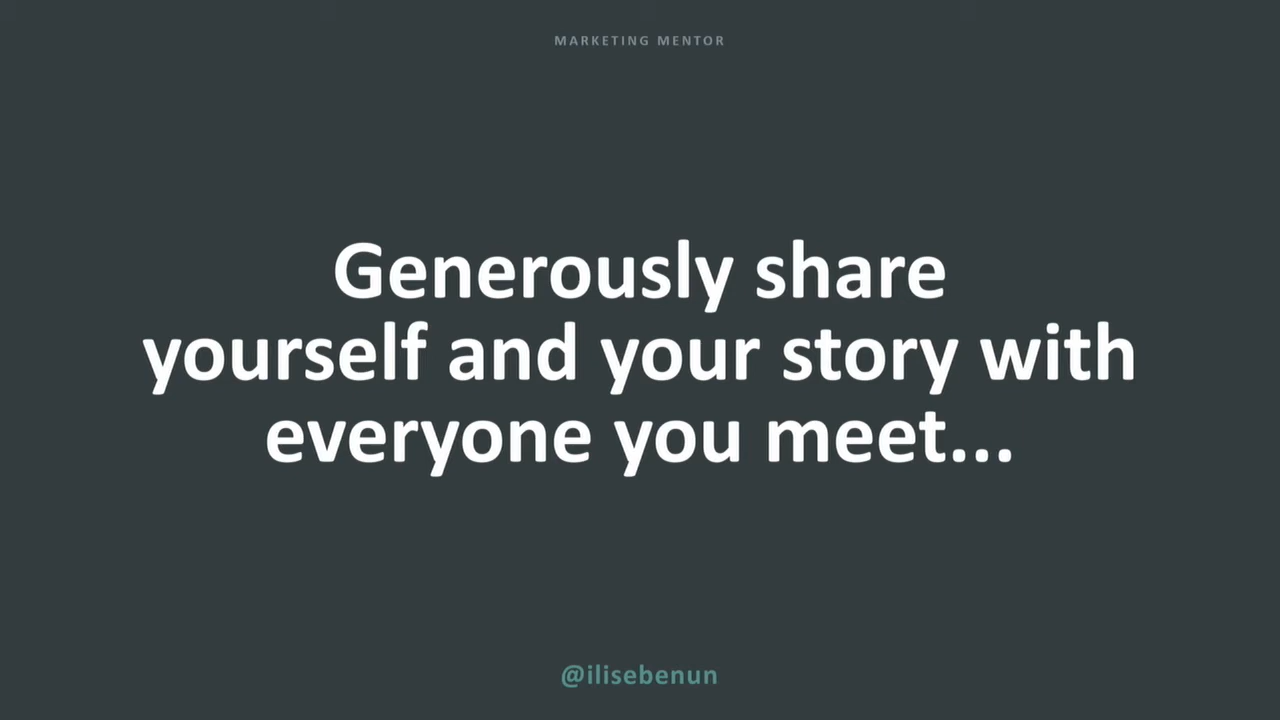 MARKETING MENTOR
Generously share
yourself and your story with
everyone you meet...
@ilisebenun